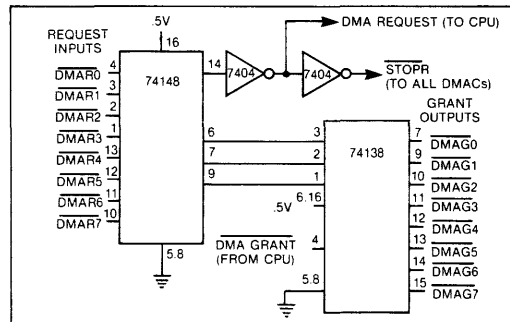 .5V
REQUEST
INPUTS
16
DMAR0 4
DMAR1 3
DMAR2 2
DMAR3 1
DMAR4 13
DMAR5 12
DMAR6 11
DMAR7 10
74148
14
7404
7404
DMA REQUEST (TO CPU)
STOPR
(TO ALL DMACs)
6
7
9
5.8
GRANT
OUTPUTS
74138
3
2
1
6.16
.5V
DMA GRANT
(FROM CPU)
4
5.8
7 DMAG0
9 DMAG1
10 DMAG2
11 DMAG3
12 DMAG4
13 DMAG5
14 DMAG6
15 DMAG7